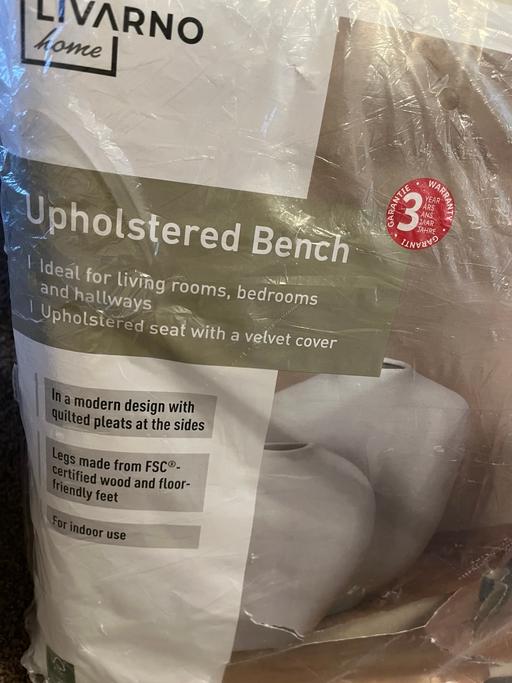 LIVARNO
home
GARANTIE • WARRANTY
3 YEAR
ANS
JAHRE
GARANTI
Upholstered Bench
| Ideal for living rooms, bedrooms
and hallways
| Upholstered seat with a velvet cover
In a modern design with
quilted pleats at the sides
Legs made from FSC®-
certified wood and floor-
friendly feet
For indoor use